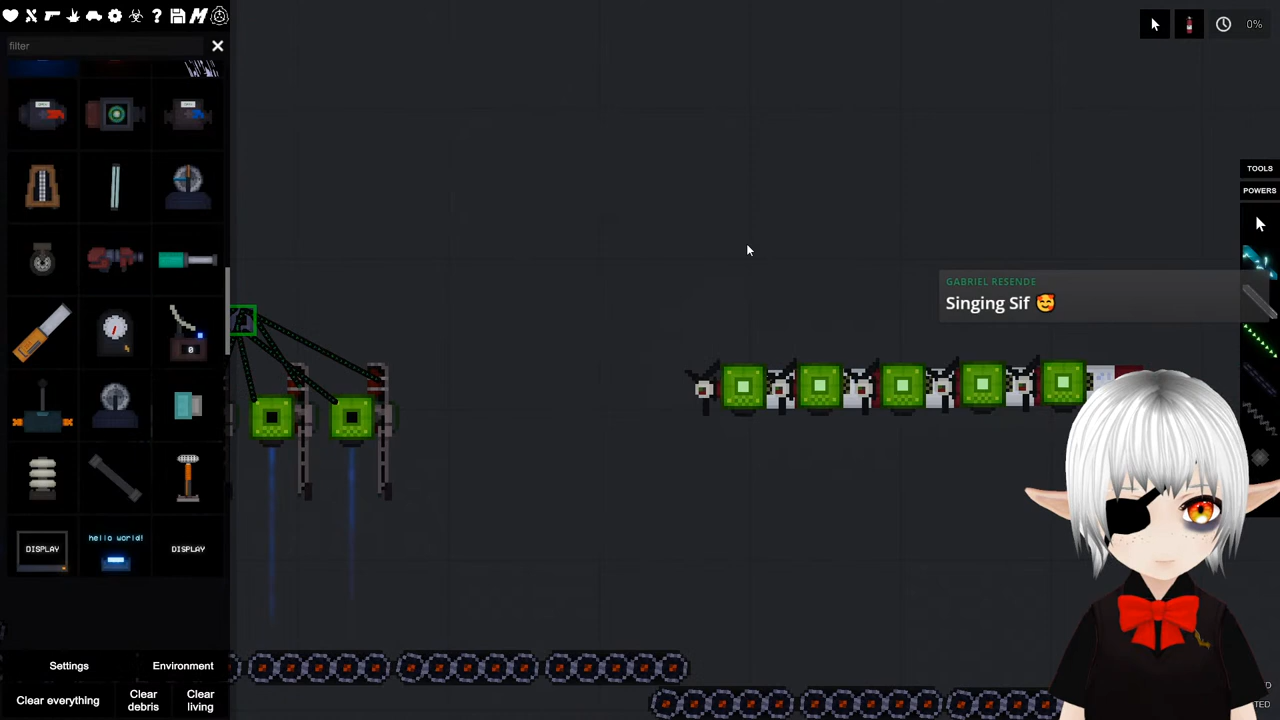 filter
0%
TOOLS
POWERS
GABRIEL RESENDE
Singing Sif 🥰
0
DISPLAY
hello world!
DISPLAY
Settings
Environment
Clear everything
Clear debris
Clear living